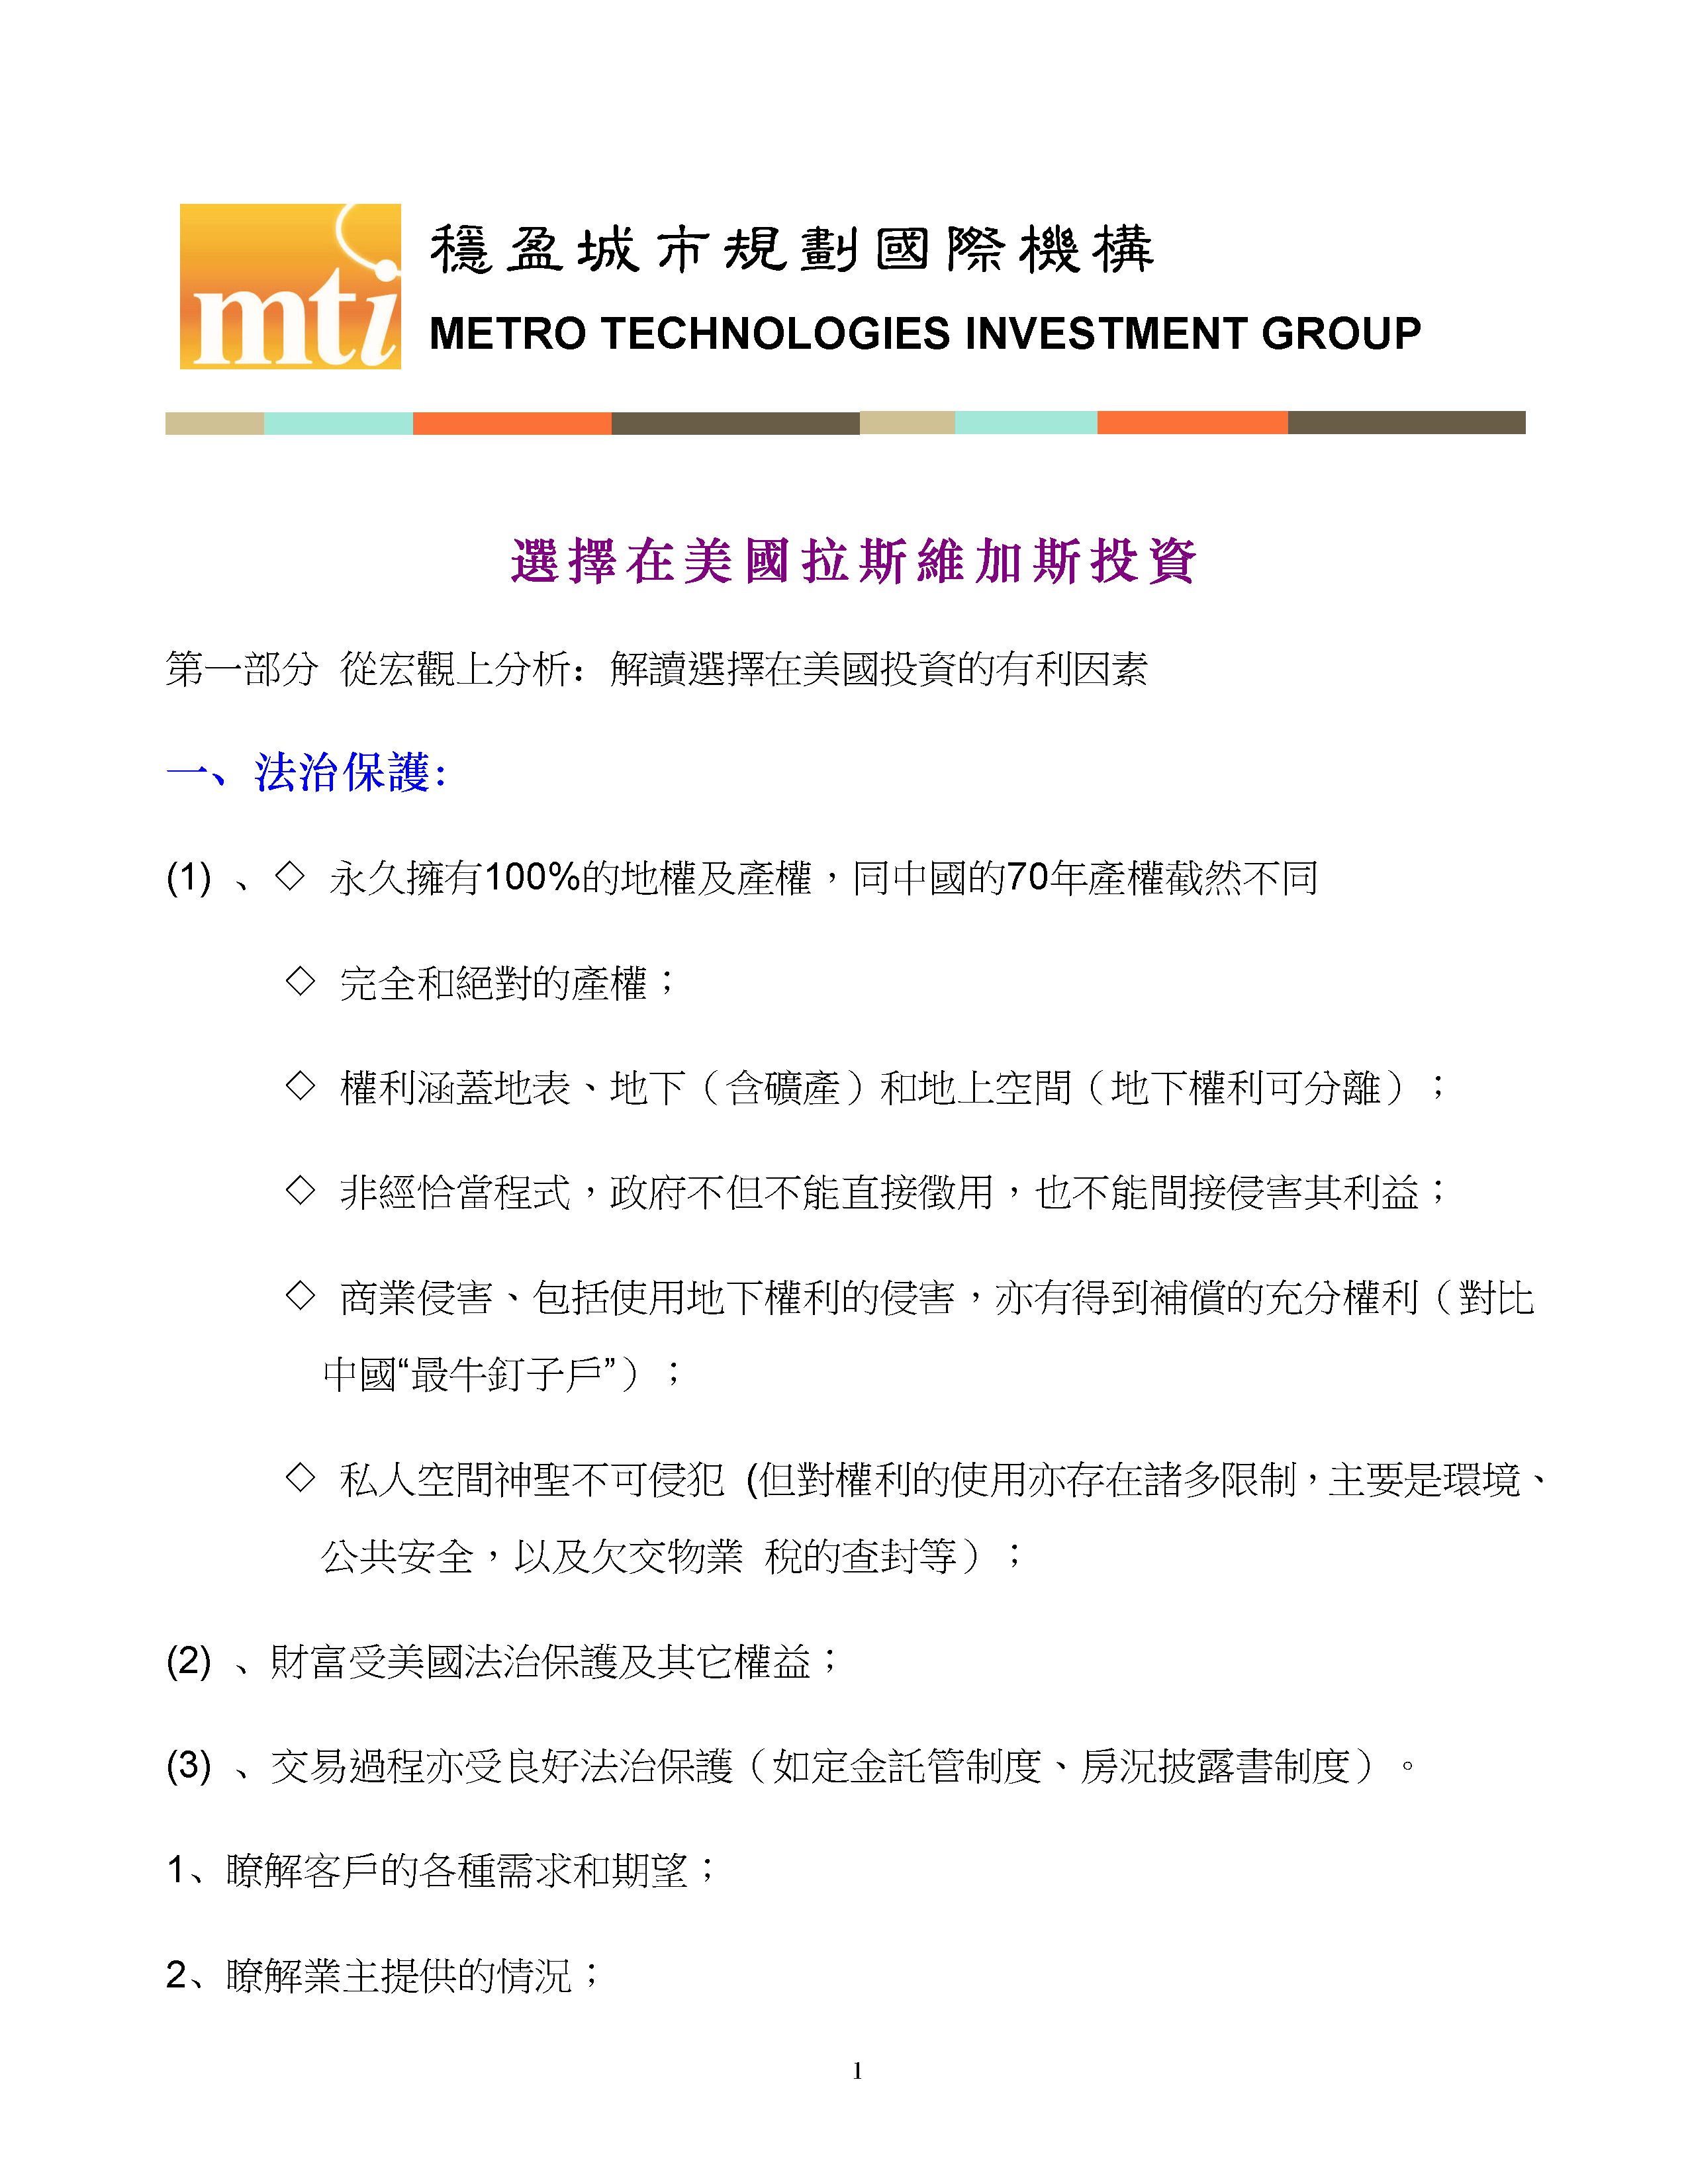 mti
穩盈城市規劃國際機構
METRO TECHNOLOGIES INVESTMENT GROUP
選擇在美國拉斯維加斯投資
第一部分 從宏觀上分析：解讀選擇在美國投資的有利因素
一、法治保護：
(1) 、◇ 永久擁有100%的地權及產權，同中國的70年產權截然不同
◇ 完全和絕對的產權；
◇ 權利涵蓋地表、地下（含礦產）和地上空間（地下權利可分離）；
◇ 非經恰當程式，政府不但不能直接徵用，也不能間接侵害其利益；
◇ 商業侵害、包括使用地下權利的侵害，亦有得到補償的充分權利（對比
中國“最牛釘子戶”）；
◇ 私人空間神聖不可侵犯 (但對權利的使用亦存在諸多限制，主要是環境、
公共安全，以及欠交物業 稅的查封等）；
(2) 、財富受美國法治保護及其它權益；
(3) 、交易過程亦受良好法治保護（如定金託管制度、房況披露書制度）。
1、瞭解客戶的各種需求和期望；
2、瞭解業主提供的情況；
1